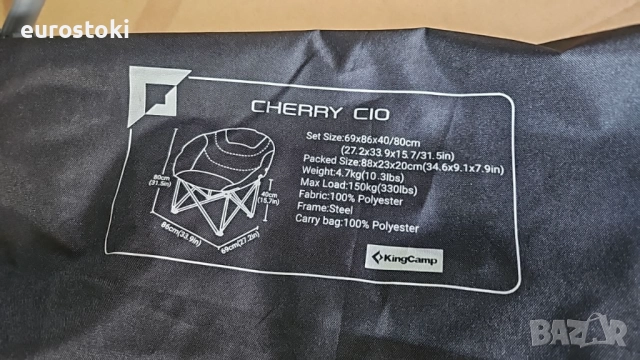 eurostoki
CHERRY C10
Set Size:69x86x40/80cm
(27.2x33.9x15.7/31.5in)
Packed Size:88x23x20cm(34.6x9.1x7.9in)
Weight:4.7kg(10.3lbs)
Max Load:150kg(330lbs)
Fabric:100% Polyester
Frame:Steel
Carry bag:100% Polyester
80cm
(31.5in)
40cm
(15.7in)
86cm(33.9in)
69cm(27.2in)
KingCamp
BAZAR